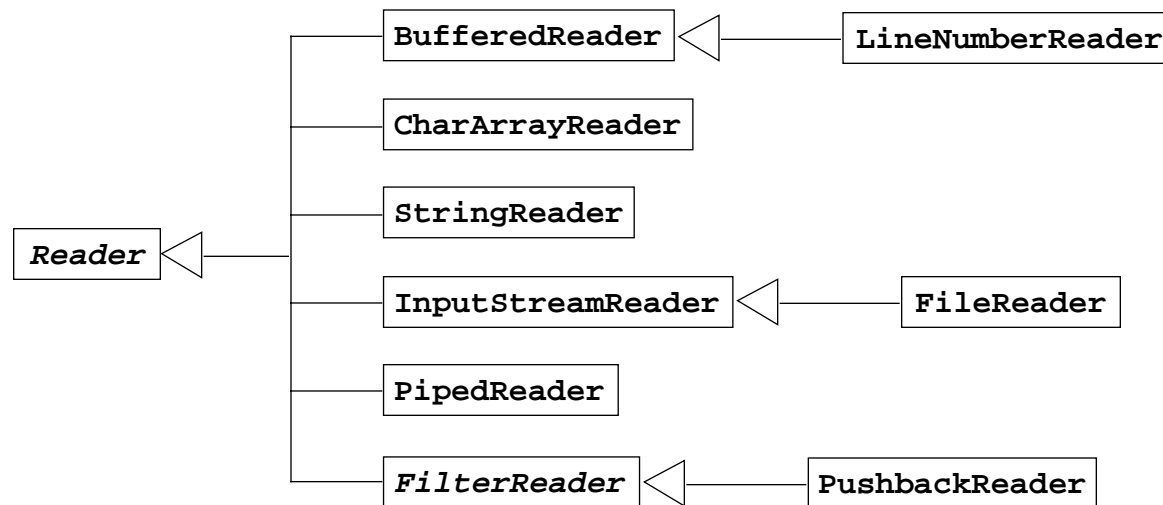 BufferedReader
LineNumberReader
CharArrayReader
StringReader
Reader
InputStreamReader
FileReader
PipedReader
FilterReader
PushbackReader